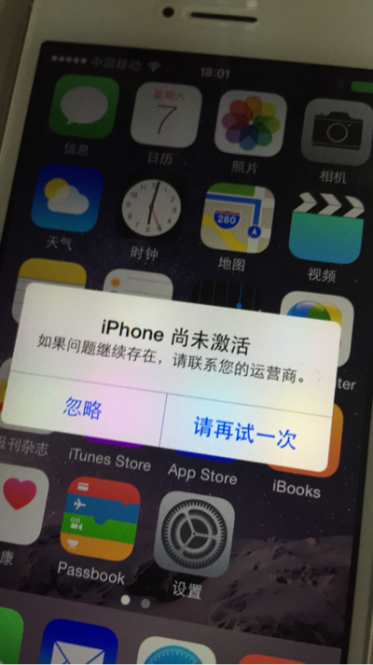 中国移动
18:01
星期六
7
信息
日历
照片
相机
280
天气
时钟
地图
视频
iPhone 尚未激活
如果问题继续存在，请联系您的运营商。
忽略
请再试一次
ter
报刊杂志
iTunes Store
App Store
iBooks
康
Passbook
设置